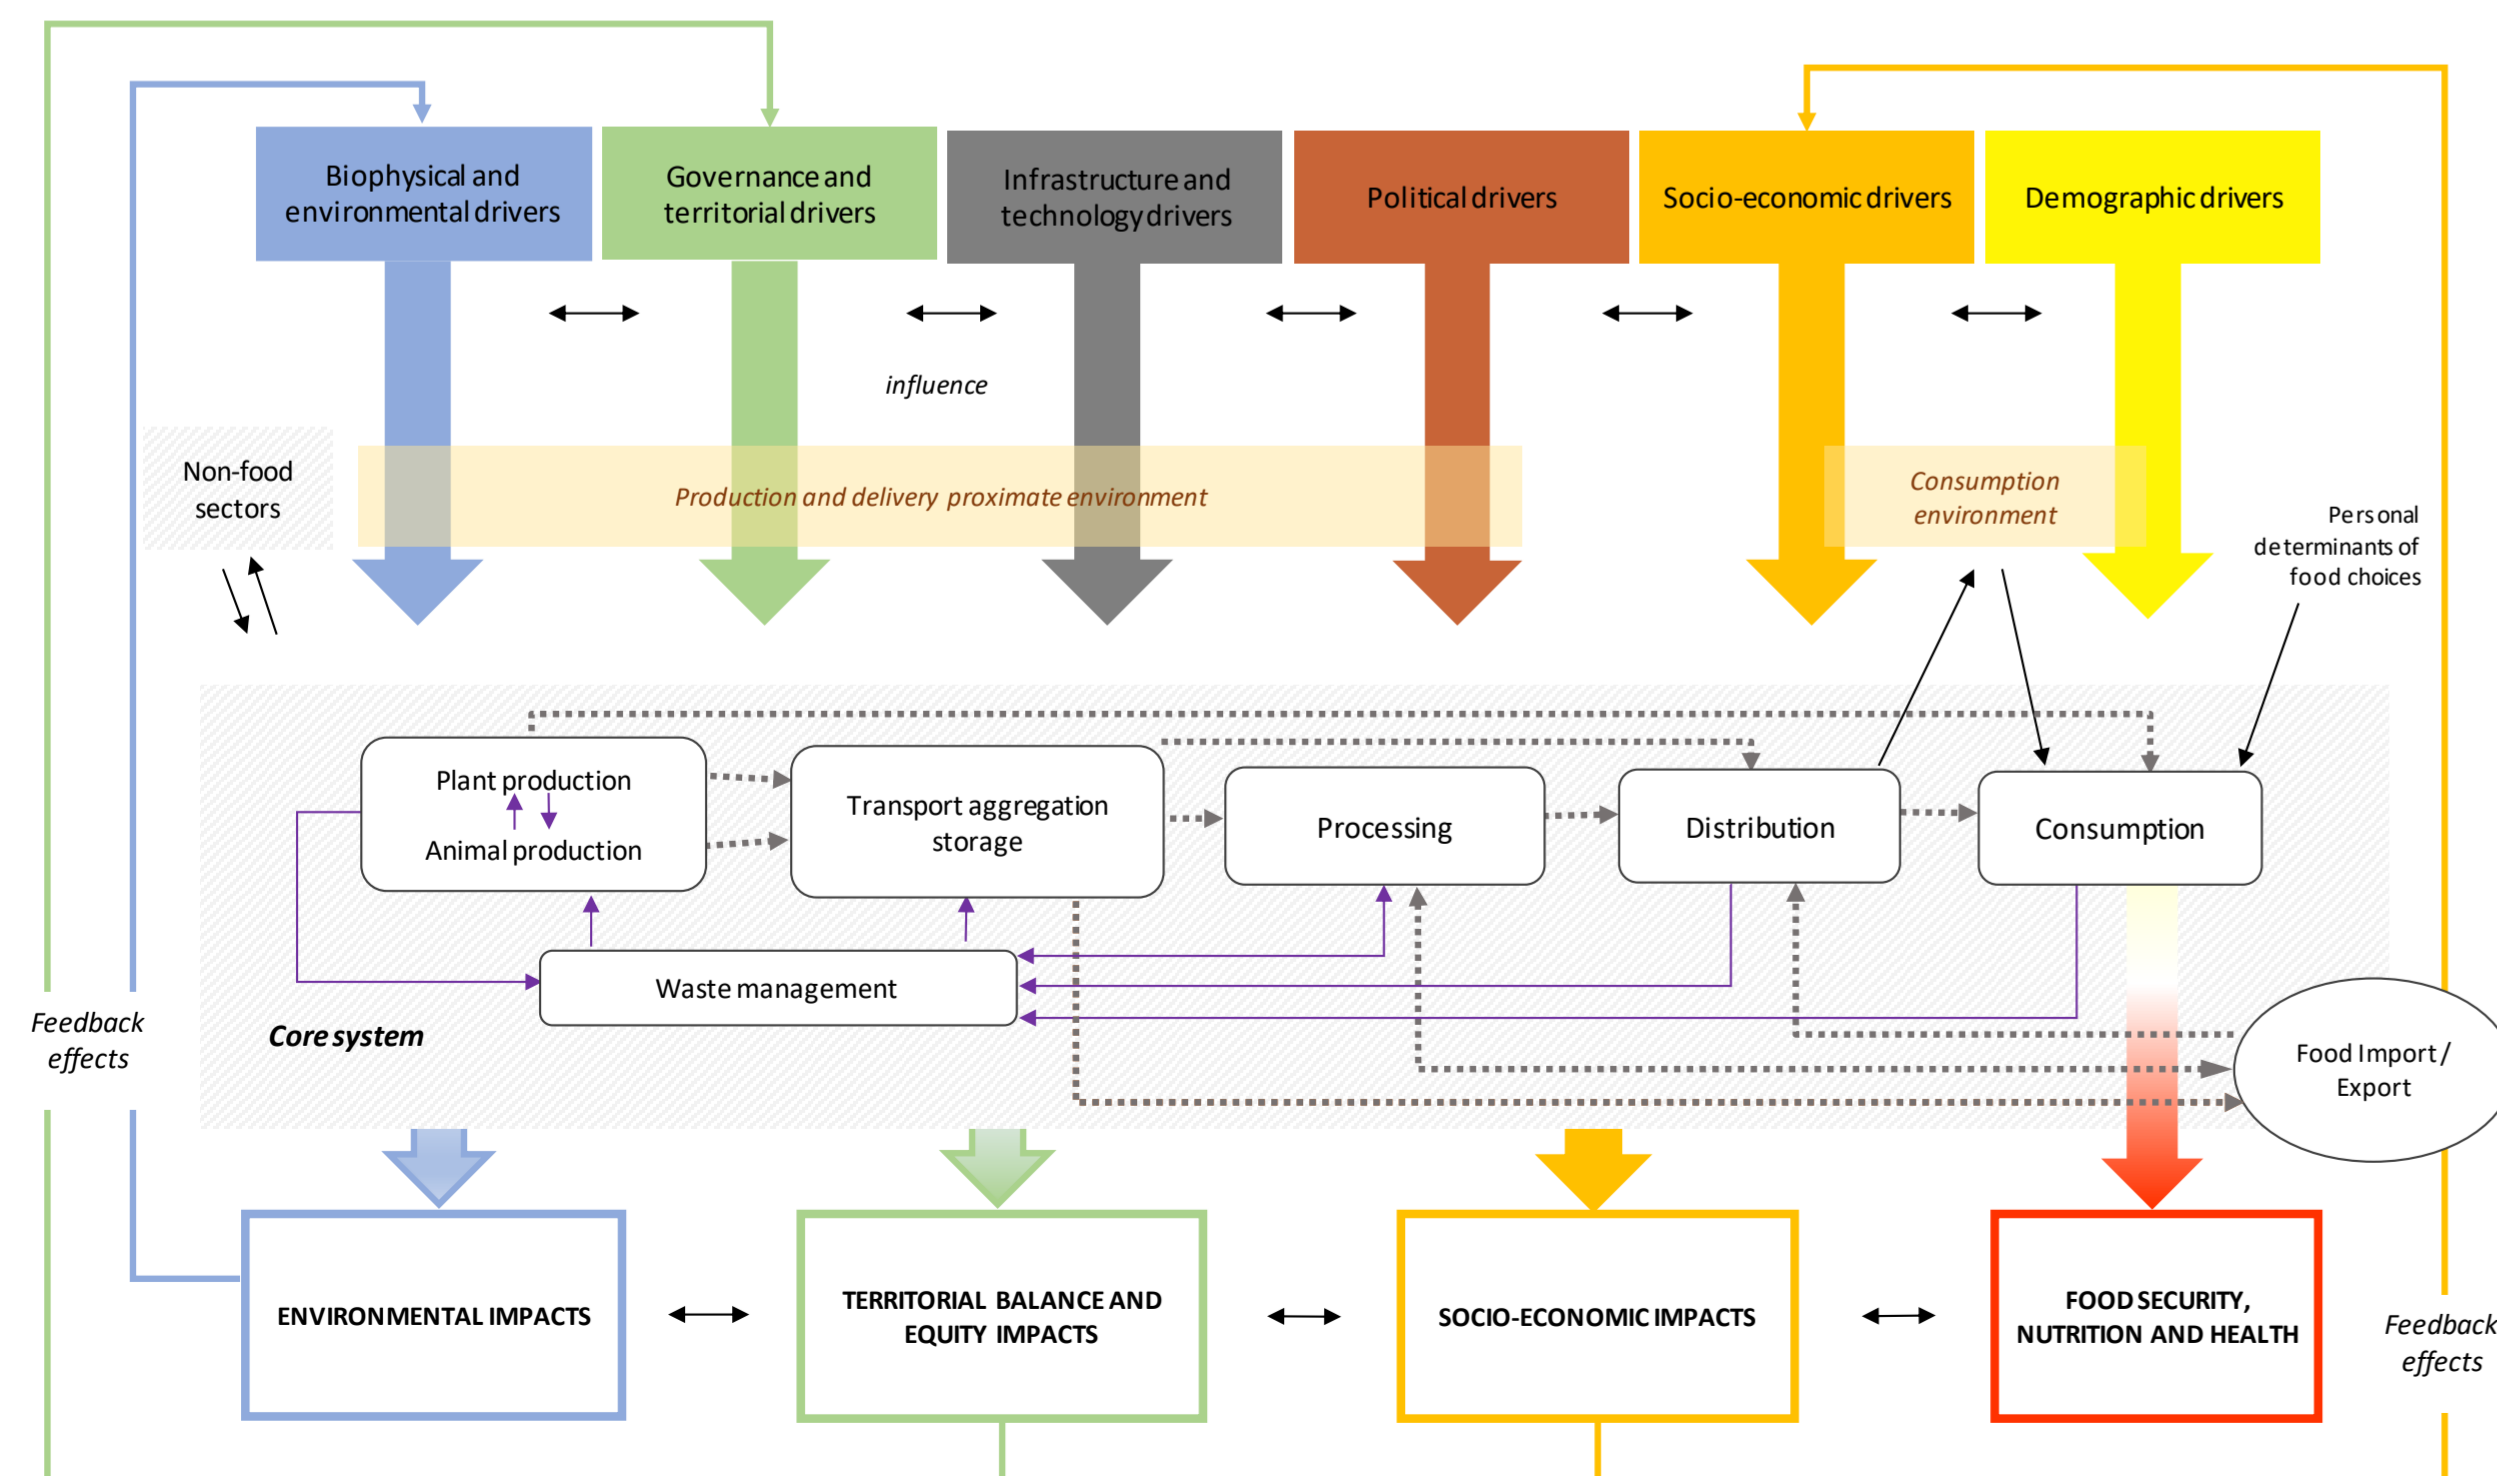 Biophysical and
environmental drivers
Governance and
territorial drivers
Infrastructure and
technology drivers
Political drivers
Socio-economic drivers
Demographic drivers
influence
Non-food
sectors
Production and delivery proximate environment
Consumption
environment
Personal
determinants of
food choices
Plant production
Animal production
Transport aggregation
storage
Processing
Distribution
Consumption
Waste management
Core system
Feedback
effects
Food Import/
Export
ENVIRONMENTAL IMPACTS
TERRITORIAL BALANCE AND
EQUITY IMPACTS
SOCIO-ECONOMIC IMPACTS
FOOD SECURITY,
NUTRITION AND HEALTH
Feedback
effects